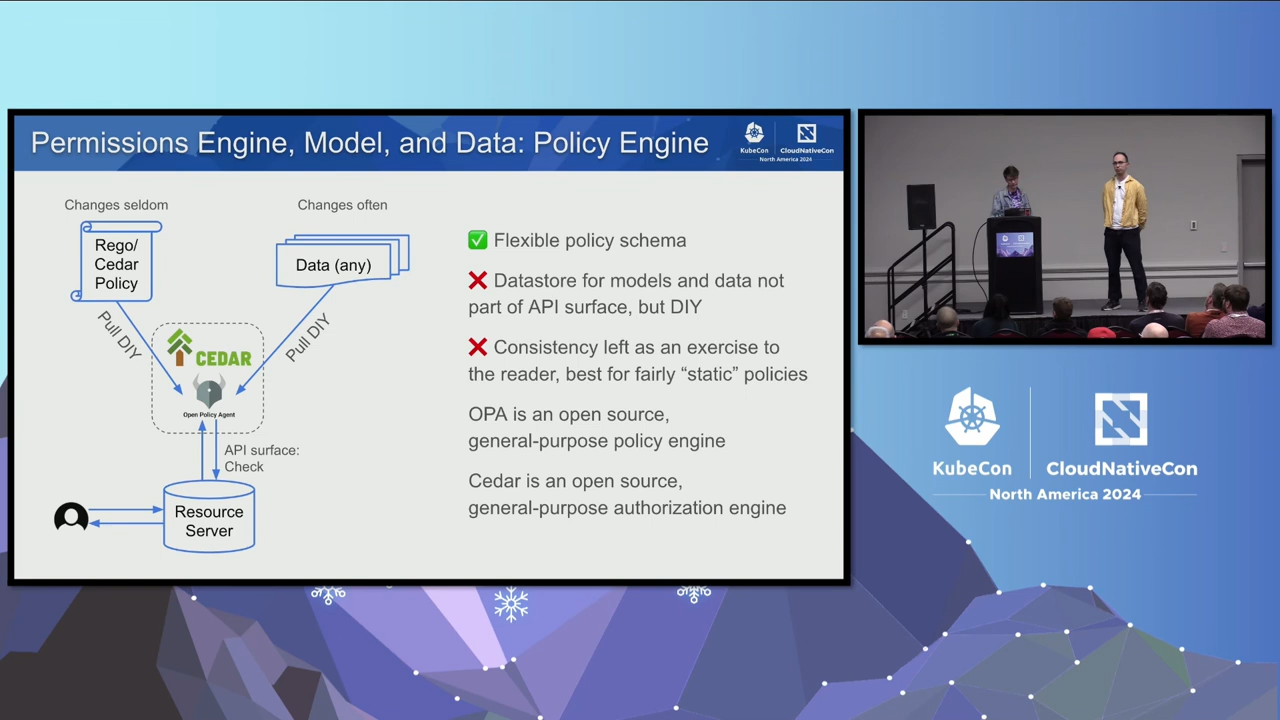 Permissions Engine, Model, and Data: Policy Engine
KubeCon
CloudNativeCon
North America 2024
Changes seldom
Changes often
Rego/
Cedar
Policy
Data (any)
Pull DIY
Pull DIY
CEDAR
Open Policy Agent
API surface:
Check
Resource
Server
✅ Flexible policy schema
❌ Datastore for models and data not
part of API surface, but DIY
❌ Consistency left as an exercise to
the reader, best for fairly “static” policies
OPA is an open source,
general-purpose policy engine
Cedar is an open source,
general-purpose authorization engine
KubeCon
CloudNativeCon
North America 2024